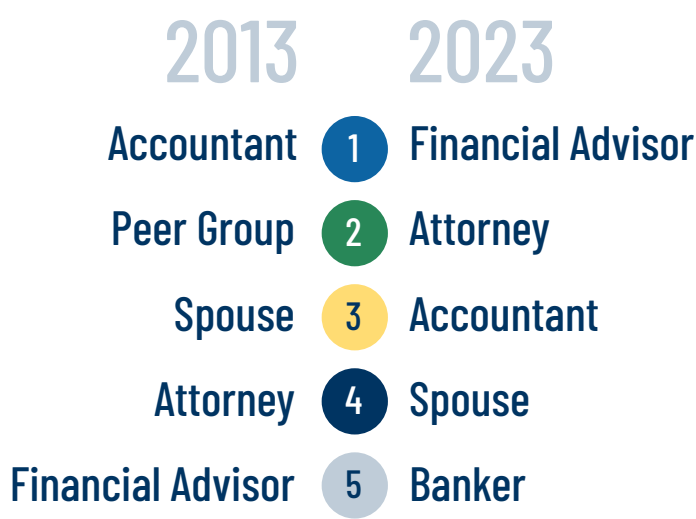 2013 2023
Accountant 1 Financial Advisor
Peer Group 2 Attorney
Spouse 3 Accountant
Attorney 4 Spouse
Financial Advisor 5 Banker